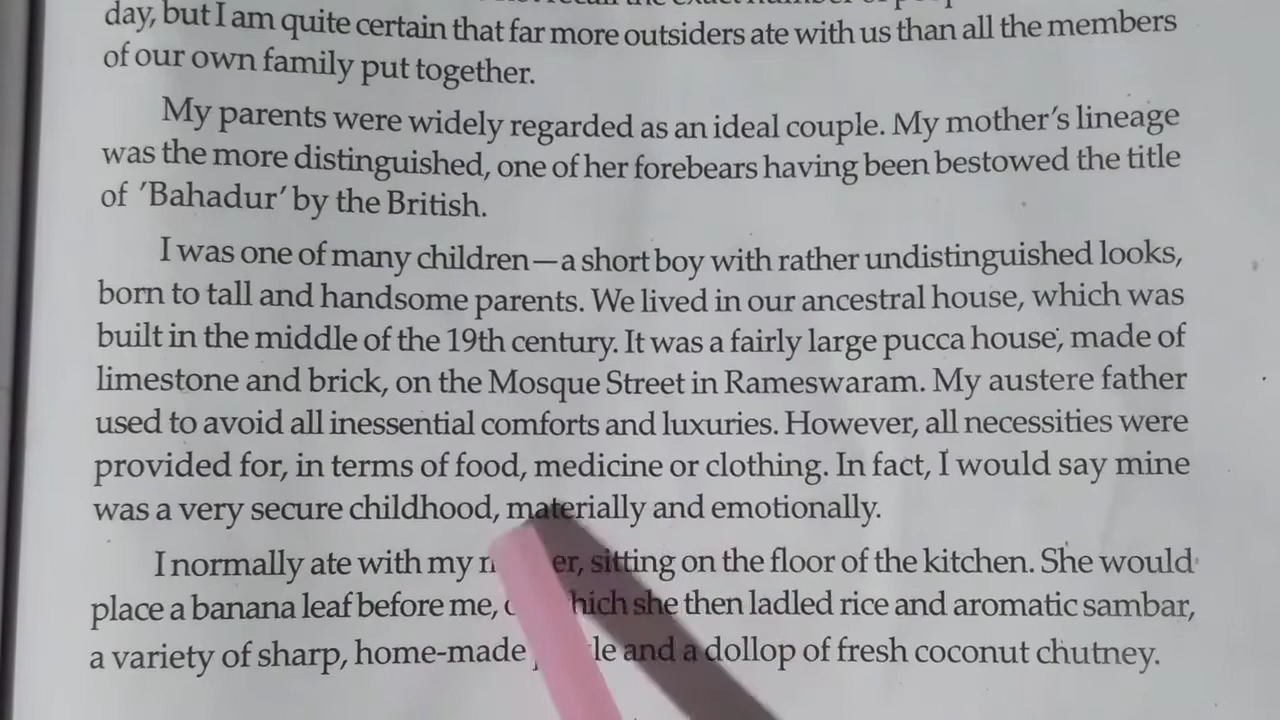 day, but I am quite certain that far more outsiders ate with us than all the members
of our own family put together.
My parents were widely regarded as an ideal couple. My mother's lineage
was the more distinguished, one of her forebears having been bestowed the title
of 'Bahadur' by the British.
I was one of many children—a short boy with rather undistinguished looks,
born to tall and handsome parents. We lived in our ancestral house, which was
built in the middle of the 19th century. It was a fairly large pucca house, made of
limestone and brick, on the Mosque Street in Rameswaram. My austere father
used to avoid all inessential comforts and luxuries. However, all necessities were
provided for, in terms of food, medicine or clothing. In fact, I would say mine
was a very secure childhood, materially and emotionally.
I normally ate with my sitting on the floor of the kitchen. She would
place a banana leaf before me, she then ladled rice and aromatic sambar,
a variety of sharp, home-made and a dollop of fresh coconut chutney.